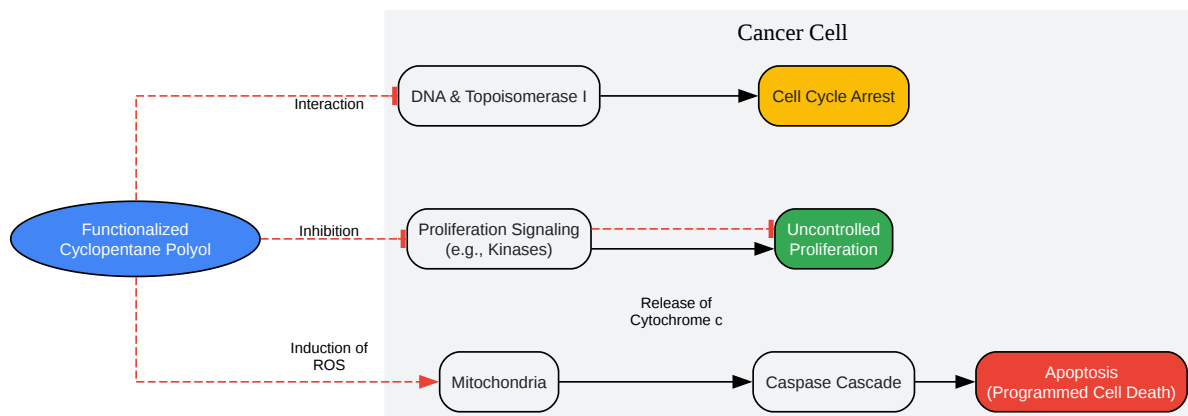 Cancer Cell
Interaction
DNA & Topoisomerase I
Cell Cycle Arrest
Functionalized
Cyclopentane Polyol
Inhibition
Proliferation Signaling
(e.g., Kinases)
Uncontrolled
Proliferation
Release of
Cytochrome c
Induction of
ROS
Mitochondria
Caspase Cascade
Apoptosis
(Programmed Cell Death)